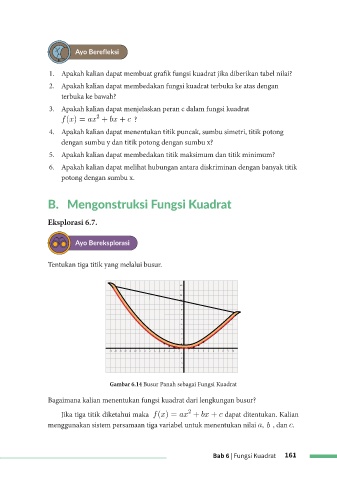 Ayo Berefleksi
1. Apakah kalian dapat membuat grafik fungsi kuadrat jika diberikan tabel nilai?
2. Apakah kalian dapat membedakan fungsi kuadrat terbuka ke atas dengan
terbuka ke bawah?
3. Apakah kalian dapat menjelaskan peran c dalam fungsi kuadrat
f(x) = ax² + bx + c ?
4. Apakah kalian dapat menentukan titik puncak, sumbu simetri, titik potong
dengan sumbu y dan titik potong dengan sumbu x?
5. Apakah kalian dapat membedakan titik maksimum dan titik minimum?
6. Apakah kalian dapat melihat hubungan antara diskriminan dengan banyak titik
potong dengan sumbu x.
B. Mengonstruksi Fungsi Kuadrat
Eksplorasi 6.7.
Ayo Bereksplorasi
Tentukan tiga titik yang melalui busur.
Gambar 6.14 Busur Panah sebagai Fungsi Kuadrat
Bagaimana kalian menentukan fungsi kuadrat dari lengkungan busur?
Jika tiga titik diketahui maka f(x) = ax² + bx + c dapat ditentukan. Kalian
menggunakan sistem persamaan tiga variabel untuk menentukan nilai a, b , dan c.
Bab 6 | Fungsi Kuadrat 161